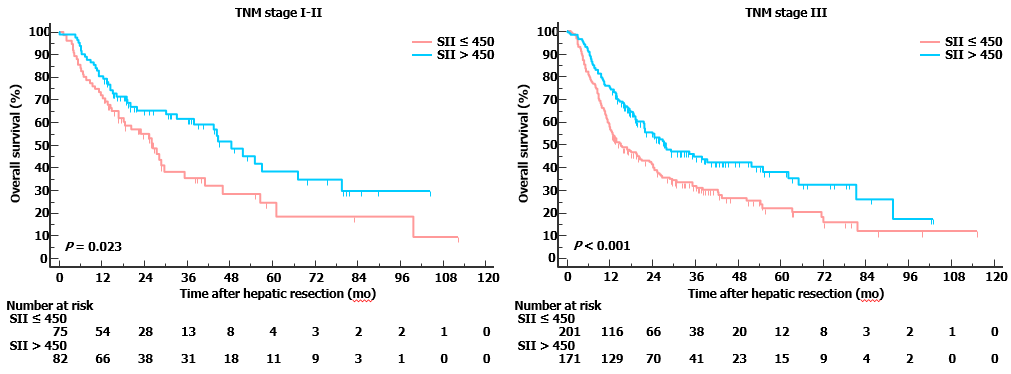 TNM stage I-II
SII ≤ 450
SII > 450
100
90
80
70
60
50
40
30
20
10
0
Overall survival (%)
P = 0.023
0 12 24 36 48 60 72 84 96 108 120
Time after hepatic resection (mo)
Number at risk
SII ≤ 450
75 54 28 13 8 4 3 2 2 1 0
SII > 450
82 66 38 31 18 11 9 3 1 0 0
TNM stage III
SII ≤ 450
SII > 450
100
90
80
70
60
50
40
30
20
10
0
Overall survival (%)
P < 0.001
0 12 24 36 48 60 72 84 96 108 120
Time after hepatic resection (mo)
Number at risk
SII ≤ 450
201 116 66 38 20 12 8 3 2 1 0
SII > 450
171 129 70 41 23 15 9 4 2 0 0